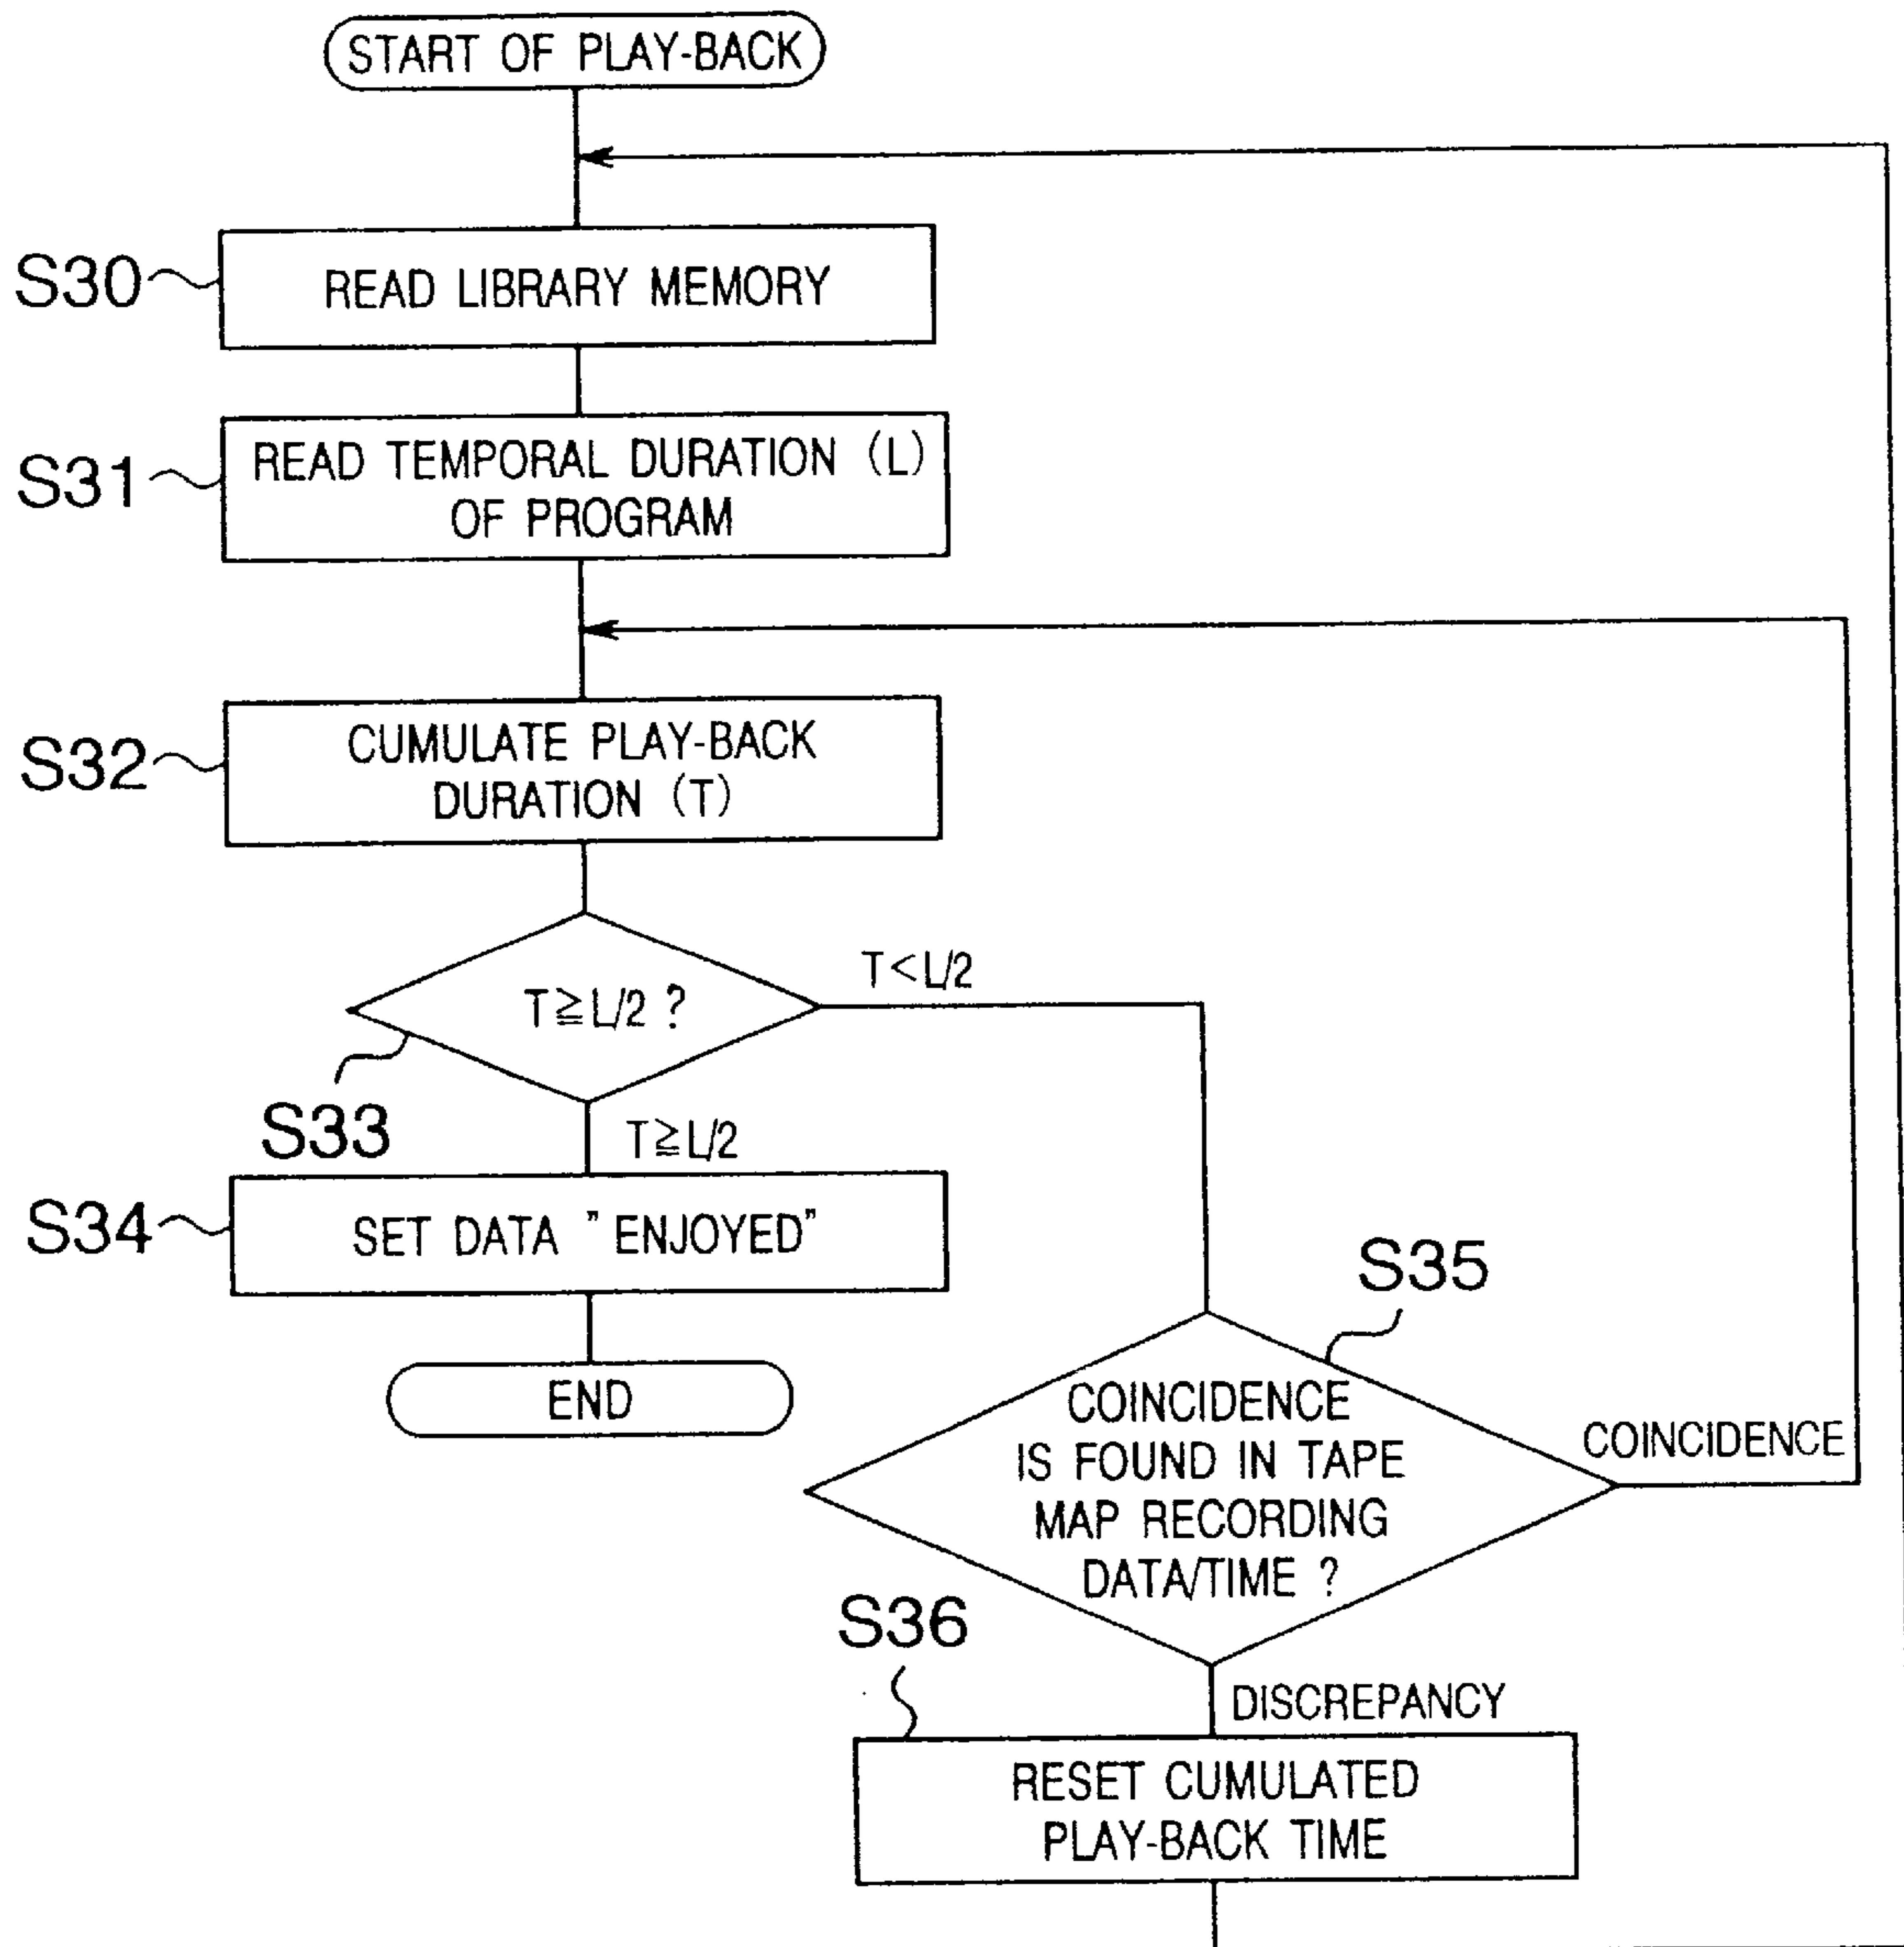 START OF PLAY-BACK
S30
READ LIBRARY MEMORY
S31
READ TEMPORAL DURATION (L)
OF PROGRAM
S32
CUMULATE PLAY-BACK
DURATION (T)
T<L/2
T≧L/2 ?
S33
T≧L/2
S34
SET DATA "ENJOYED"
END
S35
COINCIDENCE
IS FOUND IN TAPE
MAP RECORDING
DATA/TIME ?
COINCIDENCE
S36
DISCREPANCY
RESET CUMULATED
PLAY-BACK TIME